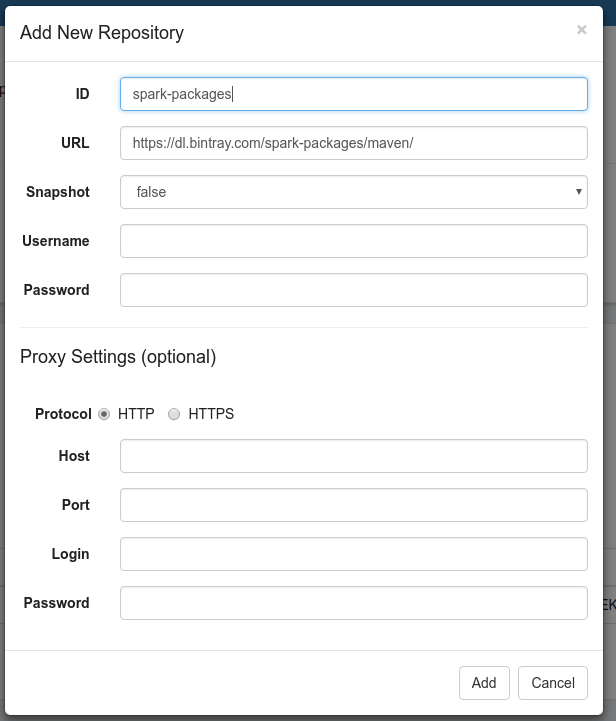 Add New Repository ×
ID spark-packages
URL https://dl.bintray.com/spark-packages/maven/
Snapshot false
Username
Password
Proxy Settings (optional)
Protocol HTTP HTTPS
Host
Port
Login
Password
EK
Add Cancel